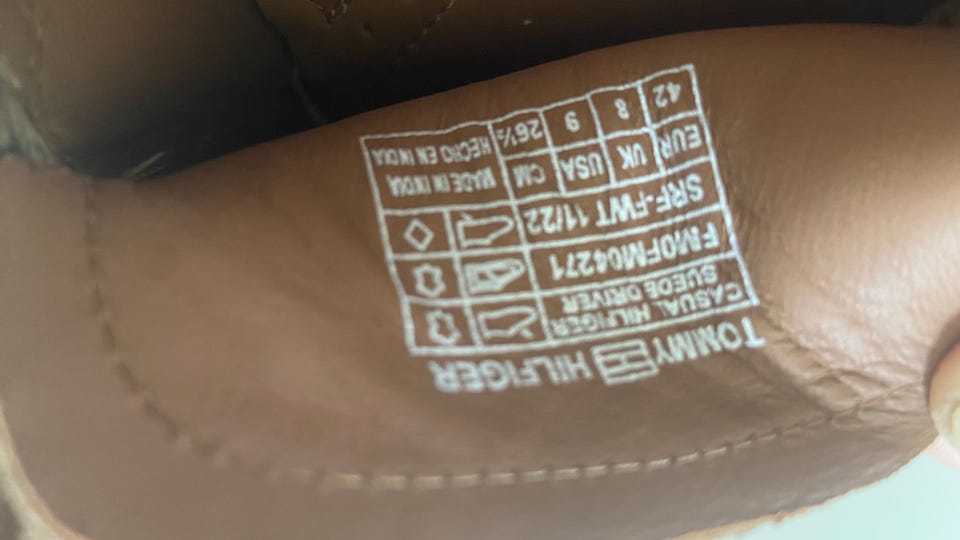 TOMMY HILFIGER
CASUAL HILFIGER
SUEDE DRIVER
FM0FM04271
SRF-FWT 11/22
EUR UK USA CM
42 8 9 26½
MADE IN INDIA
HECHO EN INDIA